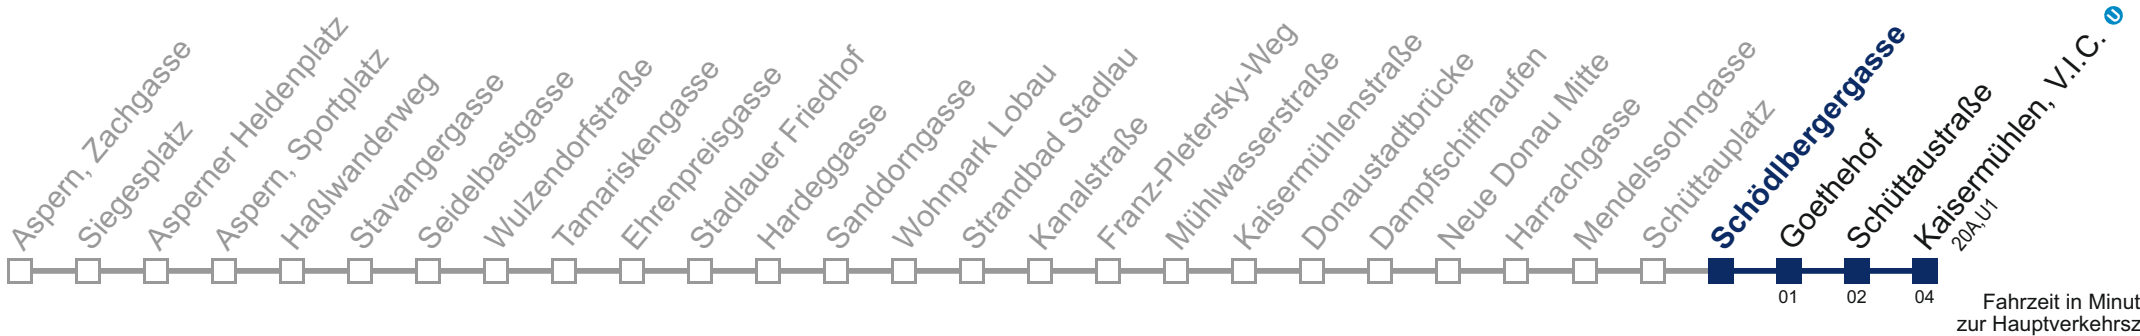 Aspern, Zachgasse
Siegesplatz
Asperner Heldenplatz
Aspern, Sportplatz
Haßlwanderweg
Stavangergasse
Seidelbastgasse
Wulzendorfstraße
Tamariskengasse
Ehrenpreisgasse
Stadlauer Friedhof
Hardeggasse
Sanddorngasse
Wohnpark Lobau
Strandbad Stadlau
Kanalstraße
Franz-Pletersky-Weg
Mühlwasserstraße
Kaisermühlenstraße
Donaustadtbrücke
Dampfschiffhaufen
Neue Donau Mitte
Harrachgasse
Mendelssohngasse
Schüttauplatz
Schödlbergergasse
Goethehof
Schüttaustraße
Kaisermühlen, V.I.C. U
20A,U1
01
02
04
Fahrzeit in Minut
zur Hauptverkehrsz